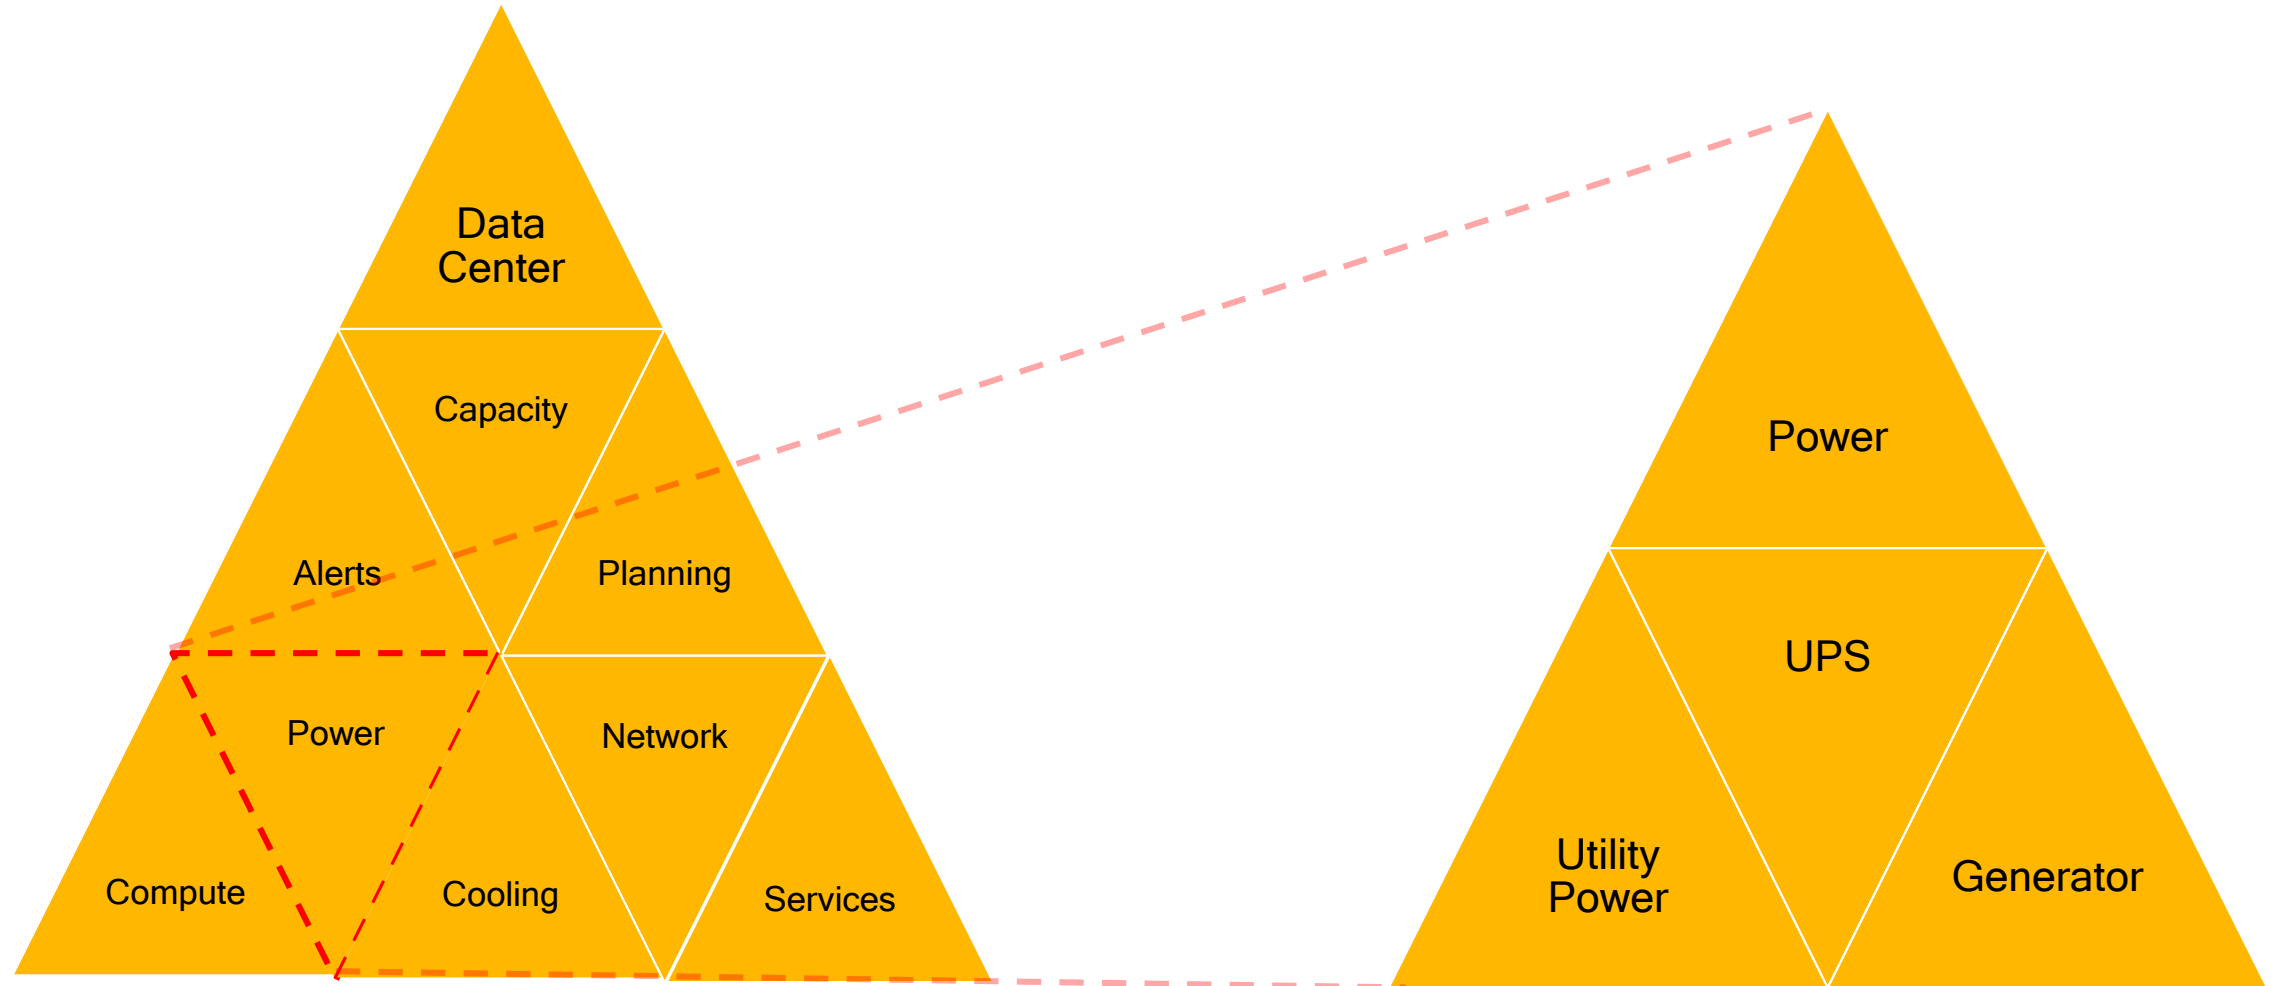 Data
Center
Capacity
Alerts
Planning
Power
Network
Compute
Cooling
Services
Power
UPS
Utility
Power
Generator